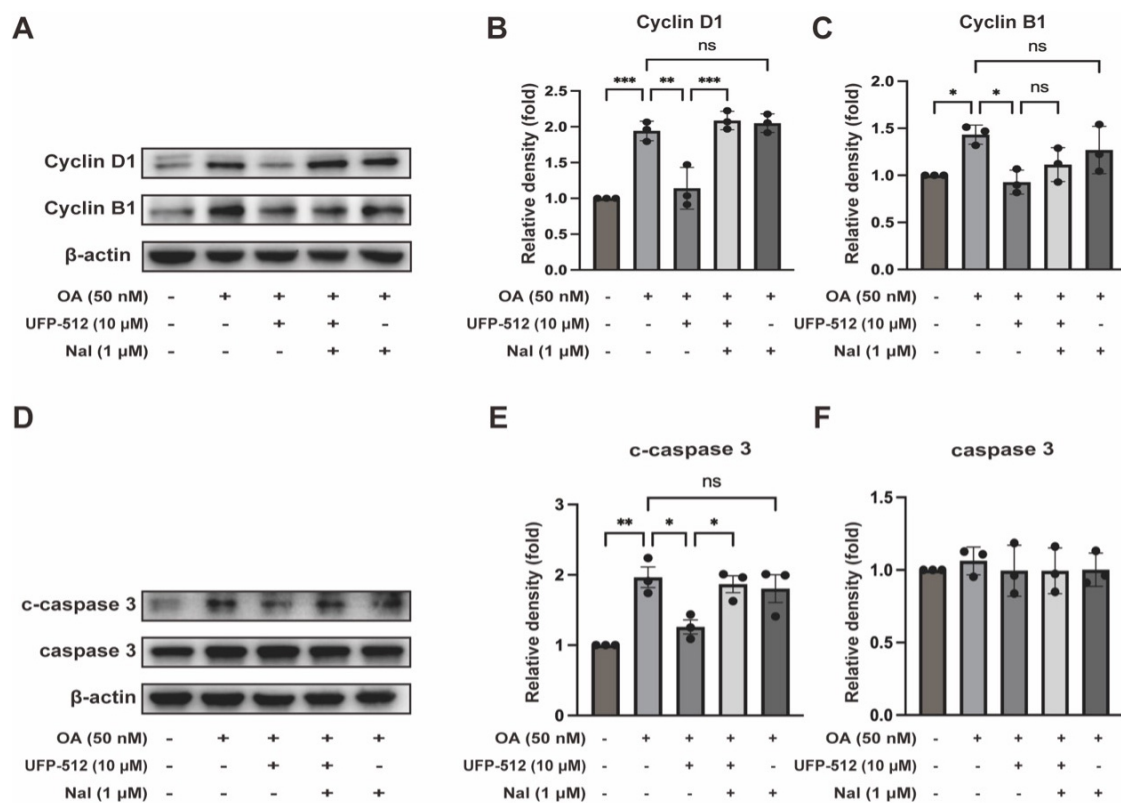 A
Cyclin D1
Cyclin B1
β-actin
OA (50 nM) - + + + +
UFP-512 (10 μM) - - + + -
Nal (1 μM) - - - + +
B
Cyclin D1
ns
*** ** ***
Relative density (fold)
2.5
2.0
1.5
1.0
0.5
0.0
OA (50 nM) - + + + +
UFP-512 (10 μM) - - + + -
Nal (1 μM) - - - + +
C
Cyclin B1
ns
* * ns
Relative density (fold)
2.0
1.5
1.0
0.5
0.0
OA (50 nM) - + + + +
UFP-512 (10 μM) - - + + -
Nal (1 μM) - - - + +
D
c-caspase 3
caspase 3
β-actin
OA (50 nM) - + + + +
UFP-512 (10 μM) - - + + -
Nal (1 μM) - - - + +
E
c-caspase 3
ns
** * *
Relative density (fold)
3
2
1
0
OA (50 nM) - + + + +
UFP-512 (10 μM) - - + + -
Nal (1 μM) - - - + +
F
caspase 3
Relative density (fold)
1.5
1.0
0.5
0.0
OA (50 nM) - + + + +
UFP-512 (10 μM) - - + + -
Nal (1 μM) - - - + +